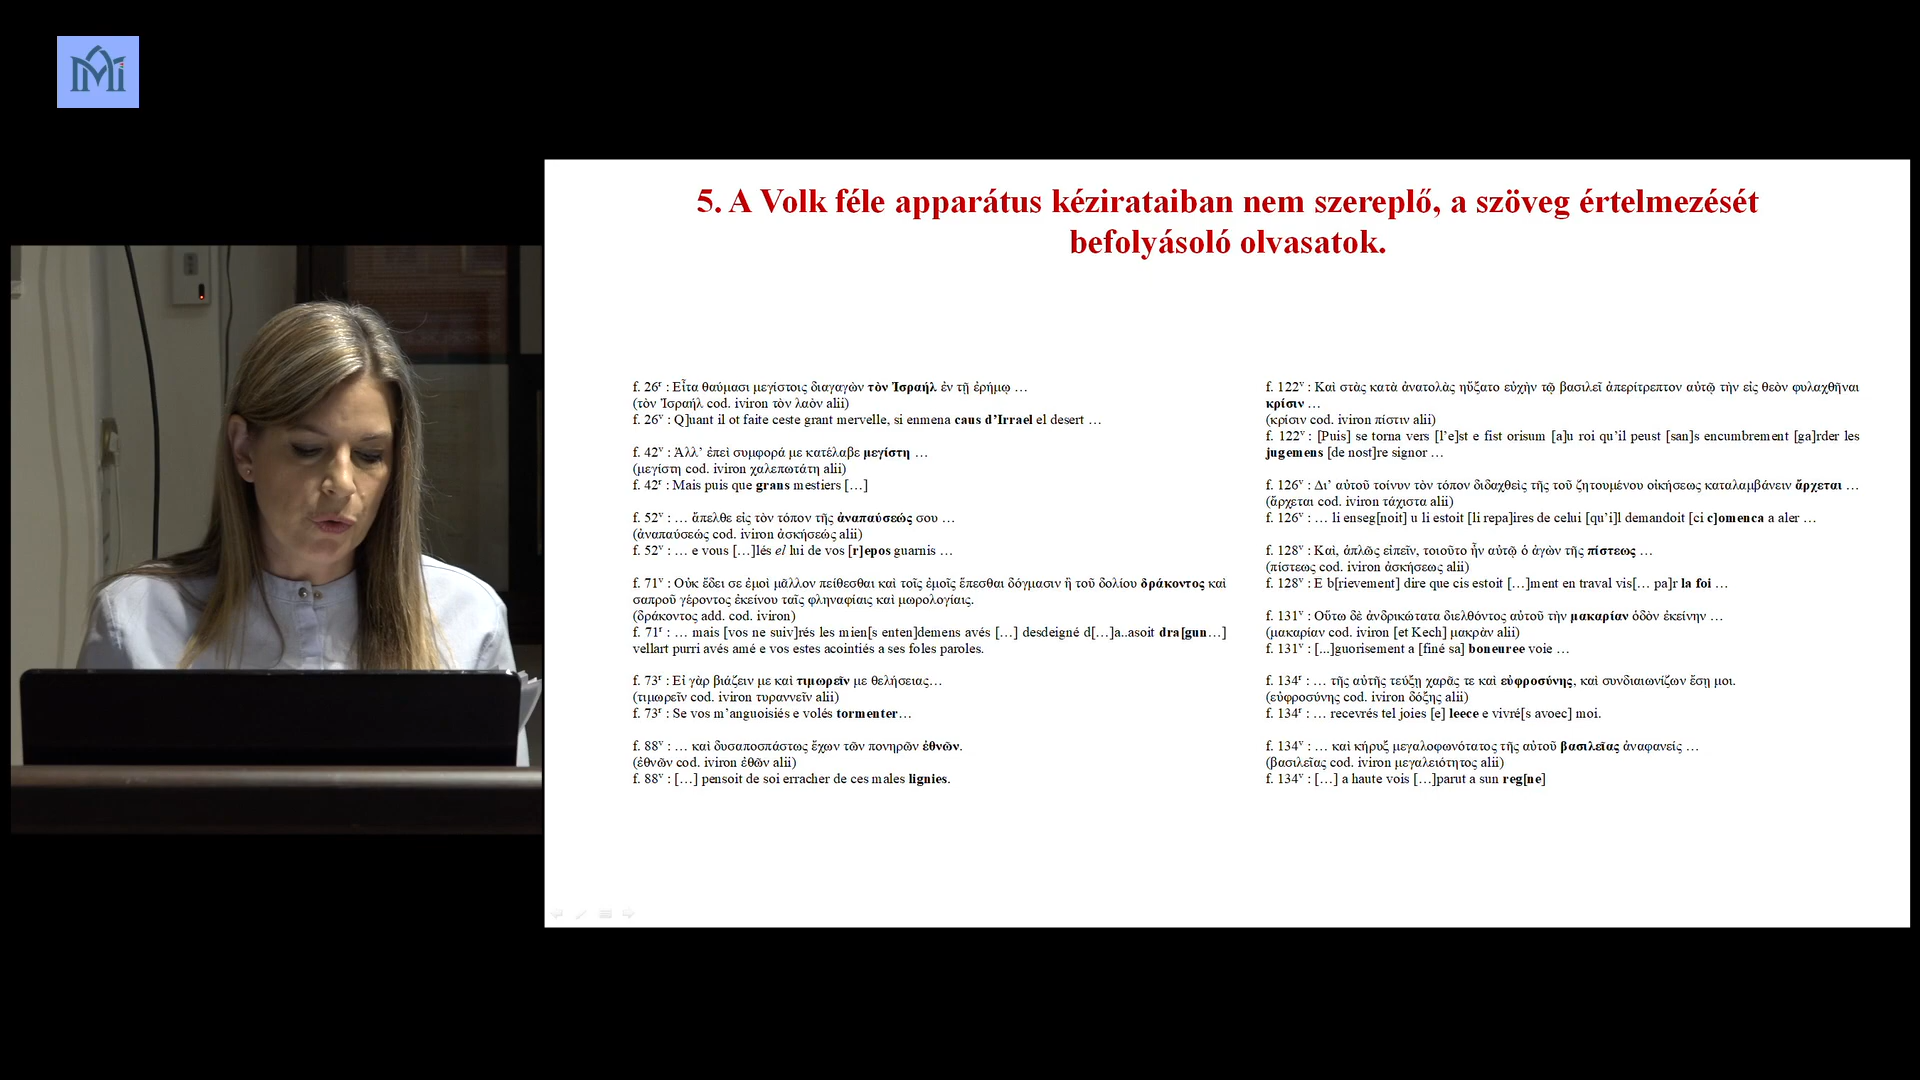 5. A Volk féle apparátus kézirataiban nem szereplő, a szöveg értelmezését
befolyásoló olvasatok.
f. 26ʳ : Εἶτα θαύμασι μεγίστοις διαγαγὼν τὸν Ἰσραήλ ἐν τῇ ἐρήμῳ …
(τὸν Ἰσραήλ cod. iviron τὸν λαὸν alii)
f. 26ᵛ : Q]uant il ot faite ceste grant mervelle, si enmena caus d’Irrael el desert …
f. 42ᵛ : Ἀλλ’ ἐπεὶ συμφορά με κατέλαβε μεγίστη …
(μεγίστη cod. iviron χαλεπωτάτη alii)
f. 42ʳ : Mais puis que grans mestiers […]
f. 52ᵛ : … ἄπελθε εἰς τὸν τόπον τῆς ἀναπαύσεώς σου …
(ἀναπαύσεώς cod. iviron ἀσκήσεώς alii)
f. 52ᵛ : … e vous […]lés el lui de vos [r]epos guarnis …
f. 71ᵛ : Οὐκ ἔδει σε ἐμοὶ μᾶλλον πείθεσθαι καὶ τοῖς ἐμοῖς ἕπεσθαι δόγμασιν ἢ τοῦ δολίου δράκοντος καὶ
σαπροῦ γέροντος ἐκείνου ταῖς φληναφίαις καὶ μωρολογίαις.
(δράκοντος add. cod. iviron)
f. 71ʳ : … mais [vos ne suiv]rés les mien[s enten]demens avés […] desdeigné d[…]a..asoit dra[gun…]
vellart purri avés amé e vos estes acointiés a ses foles paroles.
f. 73ʳ : Εἰ γὰρ βιάζειν με καὶ τιμωρεῖν με θελήσειας…
(τιμωρεῖν cod. iviron τυραννεῖν alii)
f. 73ʳ : Se vos m’anguoisiés e volés tormenter…
f. 88ᵛ : … καὶ δυσαποσπάστως ἔχων τῶν πονηρῶν ἐθνῶν.
(ἐθνῶν cod. iviron ἐθῶν alii)
f. 88ᵛ : […] pensoit de soi erracher de ces males lignies.
f. 122ᵛ : Καὶ στὰς κατὰ ἀνατολὰς ηὔξατο εὐχὴν τῷ βασιλεῖ ἀπερίτρεπτον αὐτῷ τὴν εἰς θεὸν φυλαχθῆναι
κρίσιν …
(κρίσιν cod. iviron πίστιν alii)
f. 122ᵛ : [Puis] se torna vers [l’e]st e fist orisum [a]u roi qu’il peust [san]s encumbrement [ga]rder les
jugemens [de nost]re signor …
f. 126ᵛ : Δι’ αὐτοῦ τοίνυν τὸν τόπον διδαχθεὶς τῆς τοῦ ζητουμένου οἰκήσεως καταλαμβάνειν ἄρχεται …
(ἄρχεται cod. iviron τάχιστα alii)
f. 126ᵛ : … li enseg[noit] u li estoit [li repa]ires de celui [qu’i]l demandoit [ci c]omenca a aler …
f. 128ᵛ : Καὶ, ἁπλῶς εἰπεῖν, τοιοῦτο ἦν αὐτῷ ὁ ἀγὼν τῆς πίστεως …
(πίστεως cod. iviron ἀσκήσεως alii)
f. 128ᵛ : E b[rievement] dire que cis estoit […]ment en traval vis[… pa]r la foi …
f. 131ᵛ : Οὕτω δὲ ἀνδρικώτατα διελθόντος αὐτοῦ τὴν μακαρίαν ὁδὸν ἐκείνην …
(μακαρίαν cod. iviron [et Kech] μακρὰν alii)
f. 131ᵛ : [...]guorisement a [finé sa] boneuree voie …
f. 134ʳ : … τῆς αὐτῆς τεύξῃ χαρᾶς τε καὶ εὐφροσύνης, καὶ συνδιαιωνίζων ἔσῃ μοι.
(εὐφροσύνης cod. iviron δόξης alii)
f. 134ʳ : … recevrés tel joies [e] leece e vivré[s avoec] moi.
f. 134ᵛ : … καὶ κήρυξ μεγαλοφωνότατος τῆς αὐτοῦ βασιλείας ἀναφανείς …
(βασιλείας cod. iviron μεγαλειότητος alii)
f. 134ᵛ : […] a haute vois […]parut a sun reg[ne]